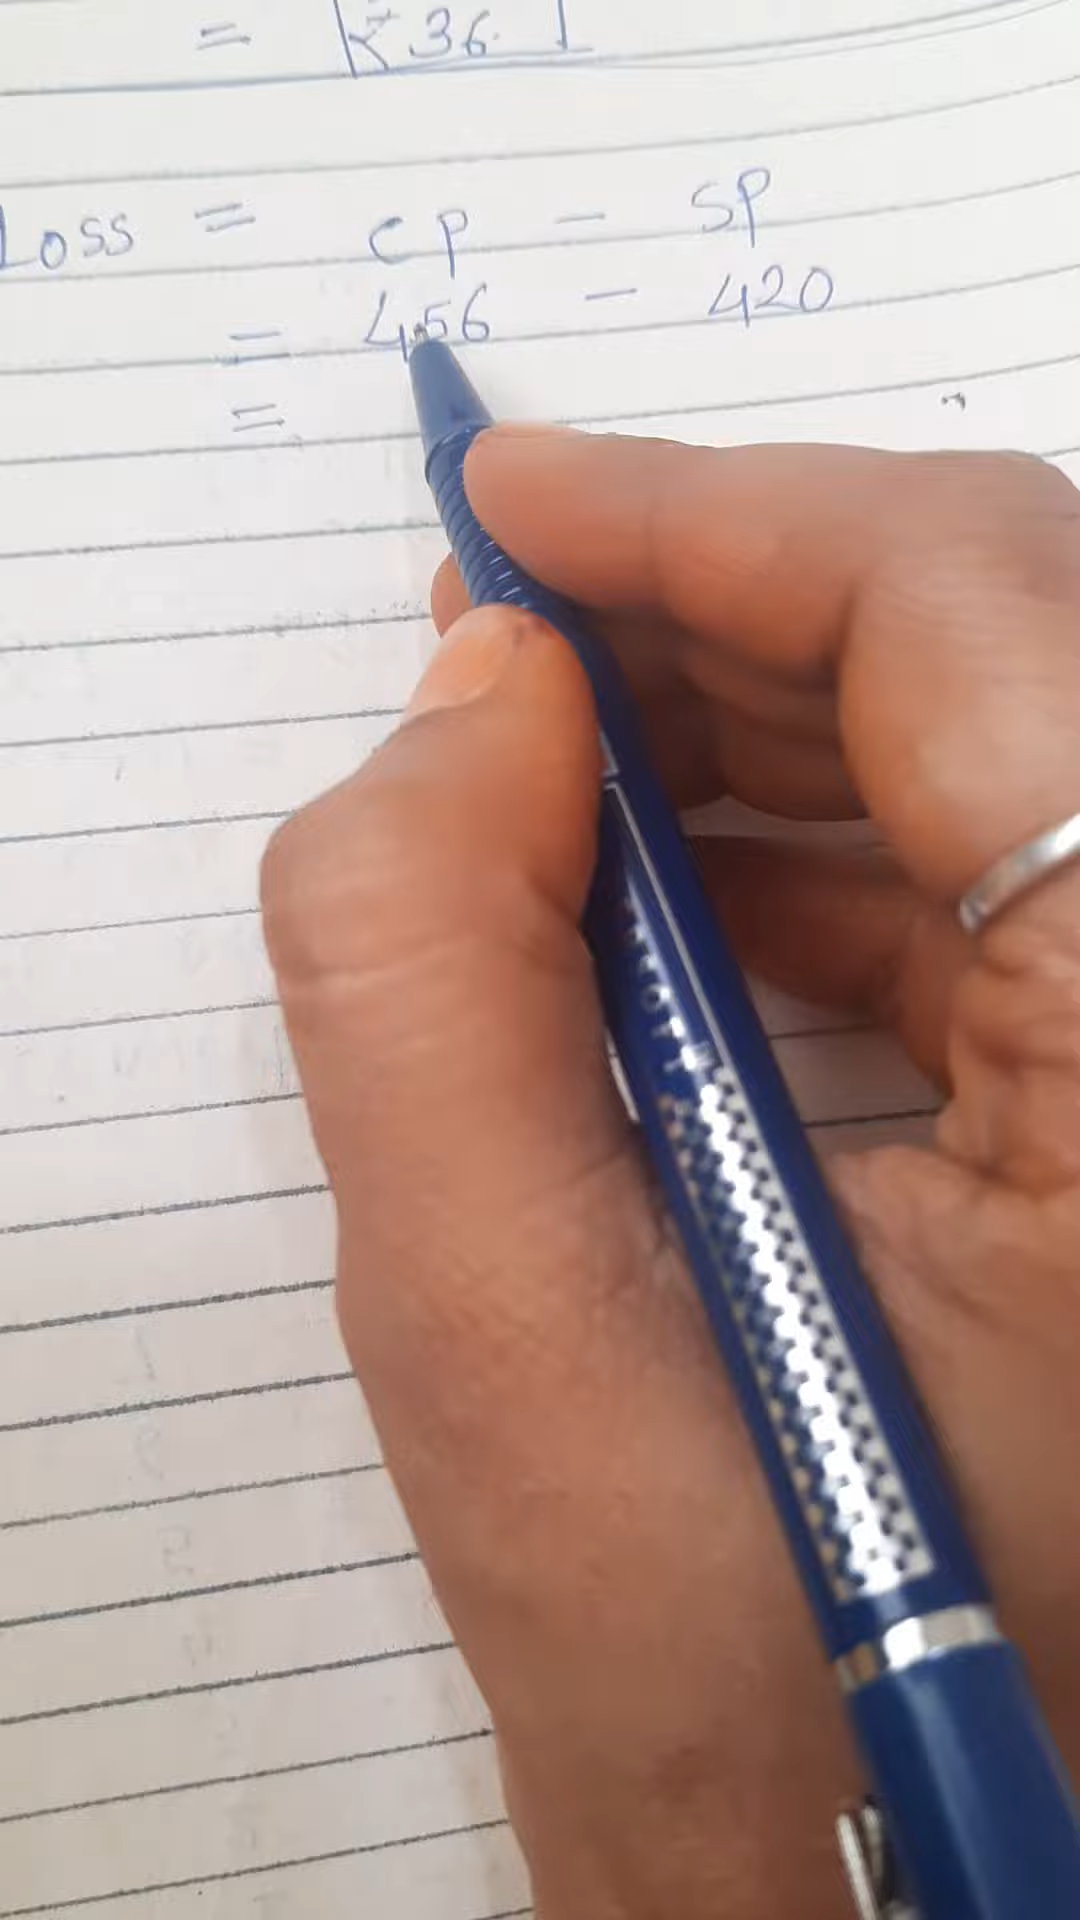 = ₹ 36
Loss = CP - SP
= 456 - 420
=